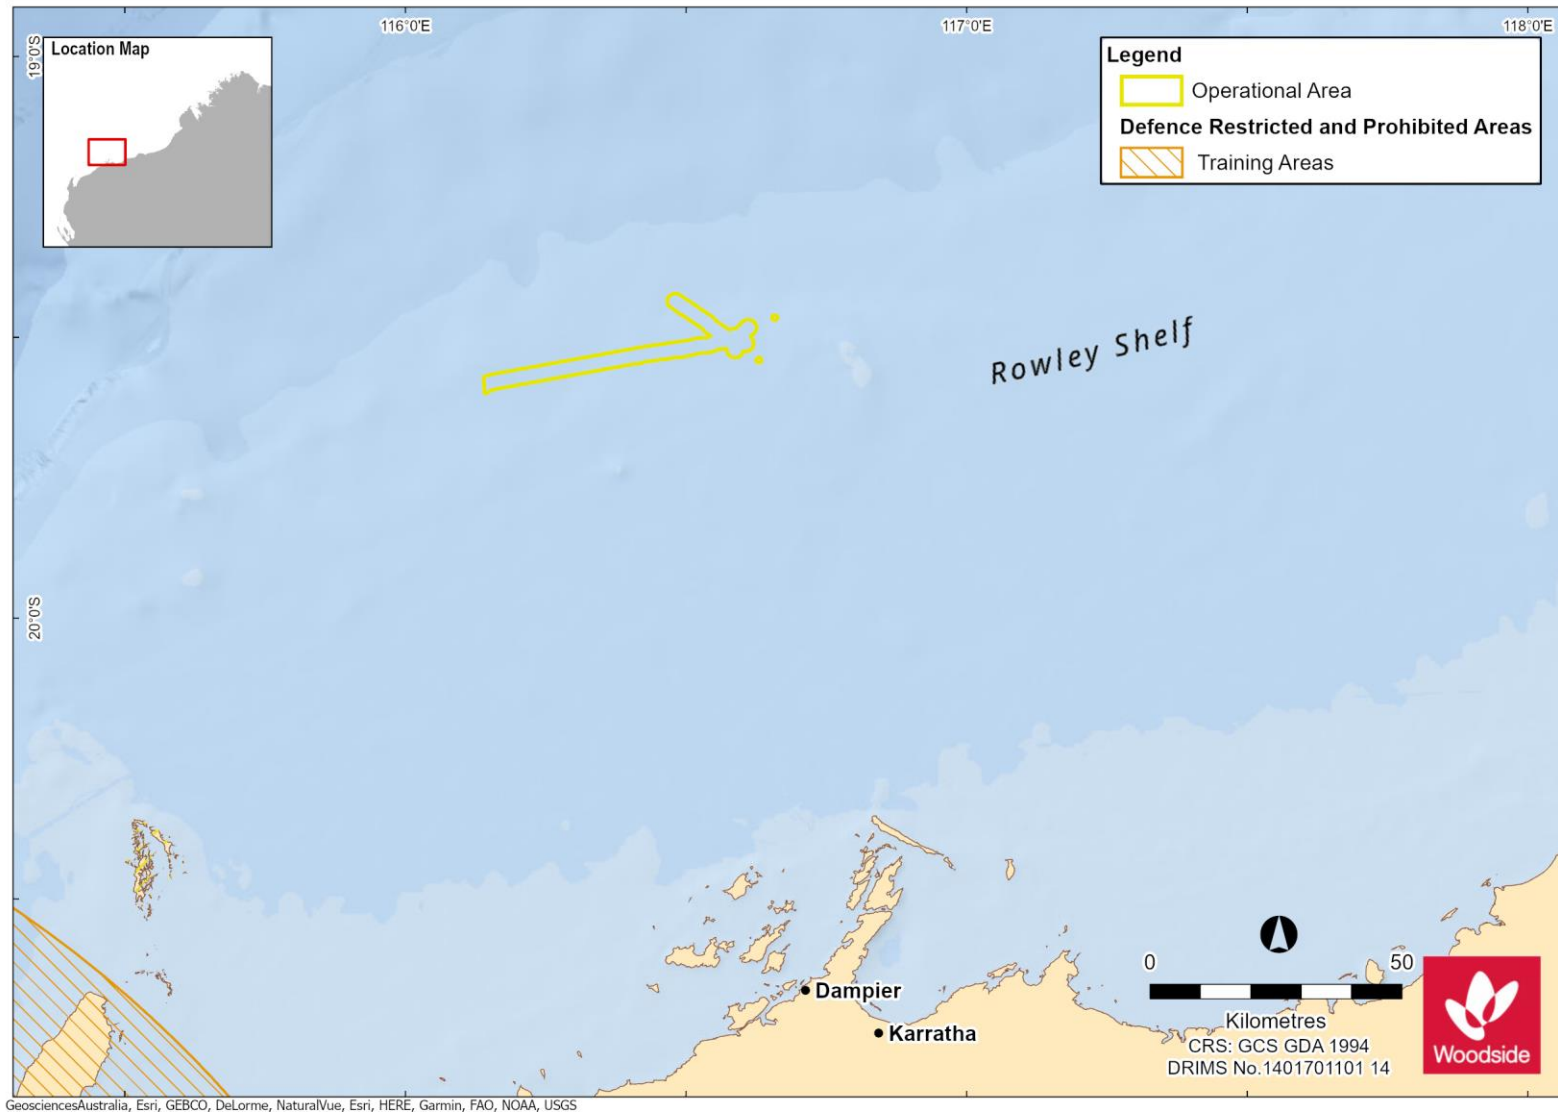 116°0'E
117°0'E
118°0'E
19°0'S
20°0'S
Location Map
Legend
Operational Area
Defence Restricted and Prohibited Areas
Training Areas
Rowley Shelf
Dampier
Karratha
0 50
Kilometres
CRS: GCS GDA 1994
DRIMS No.1401701101 14
Woodside
GeosciencesAustralia, Esri, GEBCO, DeLorme, NaturalVue, Esri, HERE, Garmin, FAO, NOAA, USGS